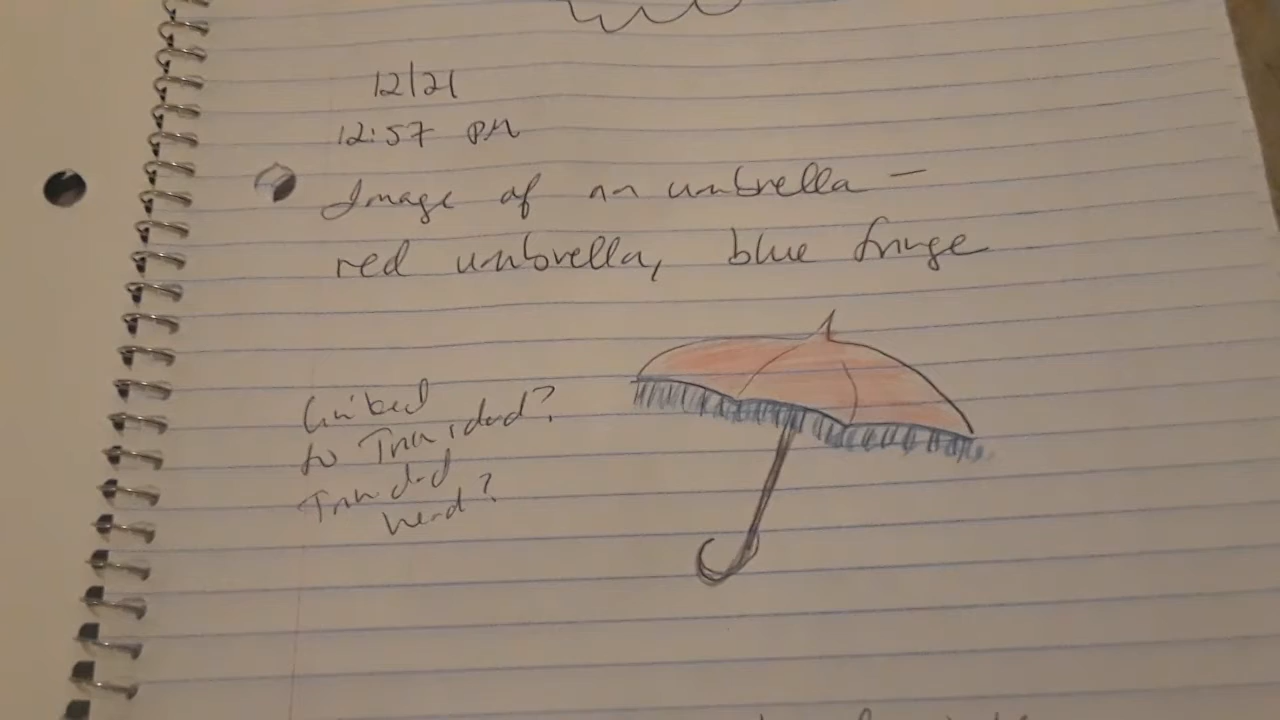 12/21
12:57 PM
Image of an umbrella —
red umbrella, blue fringe
Linked
to Trinidad?
Trinidad
head?